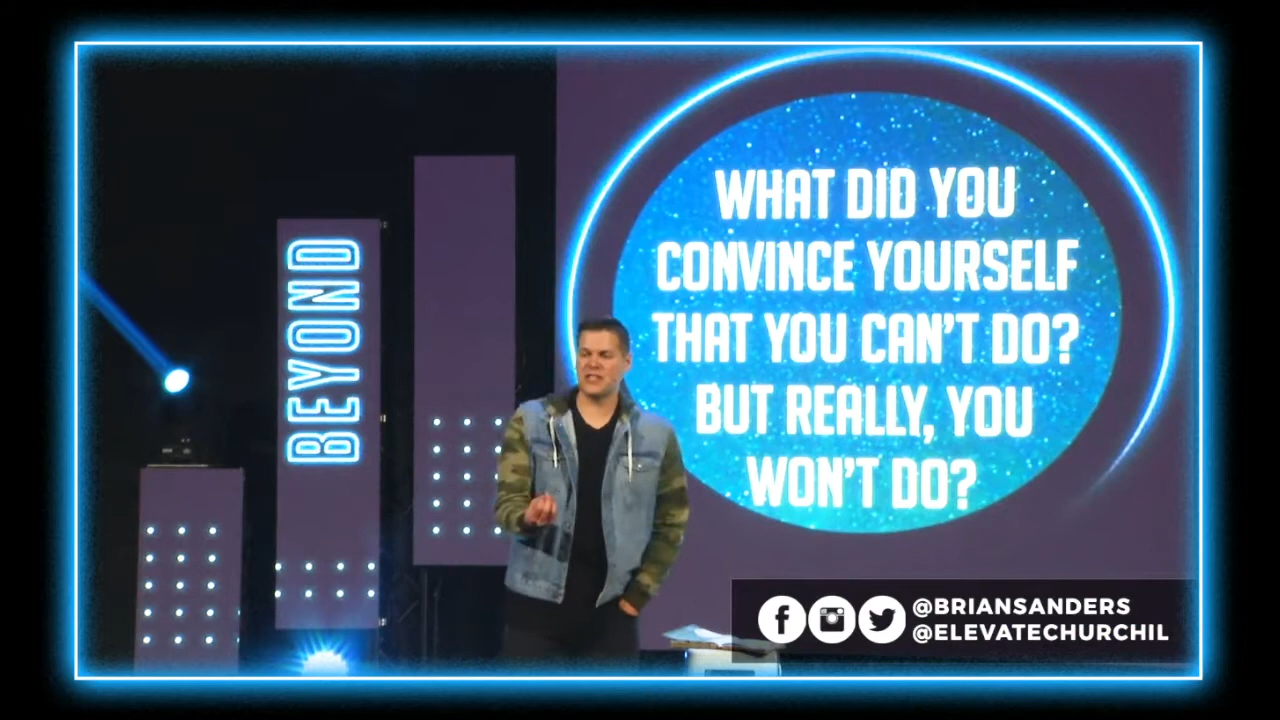 BEYOND
WHAT DID YOU
CONVINCE YOURSELF
THAT YOU CAN'T DO?
BUT REALLY, YOU
WON'T DO?
@BRIANSANDERS
@ELEVATECHURCHIL